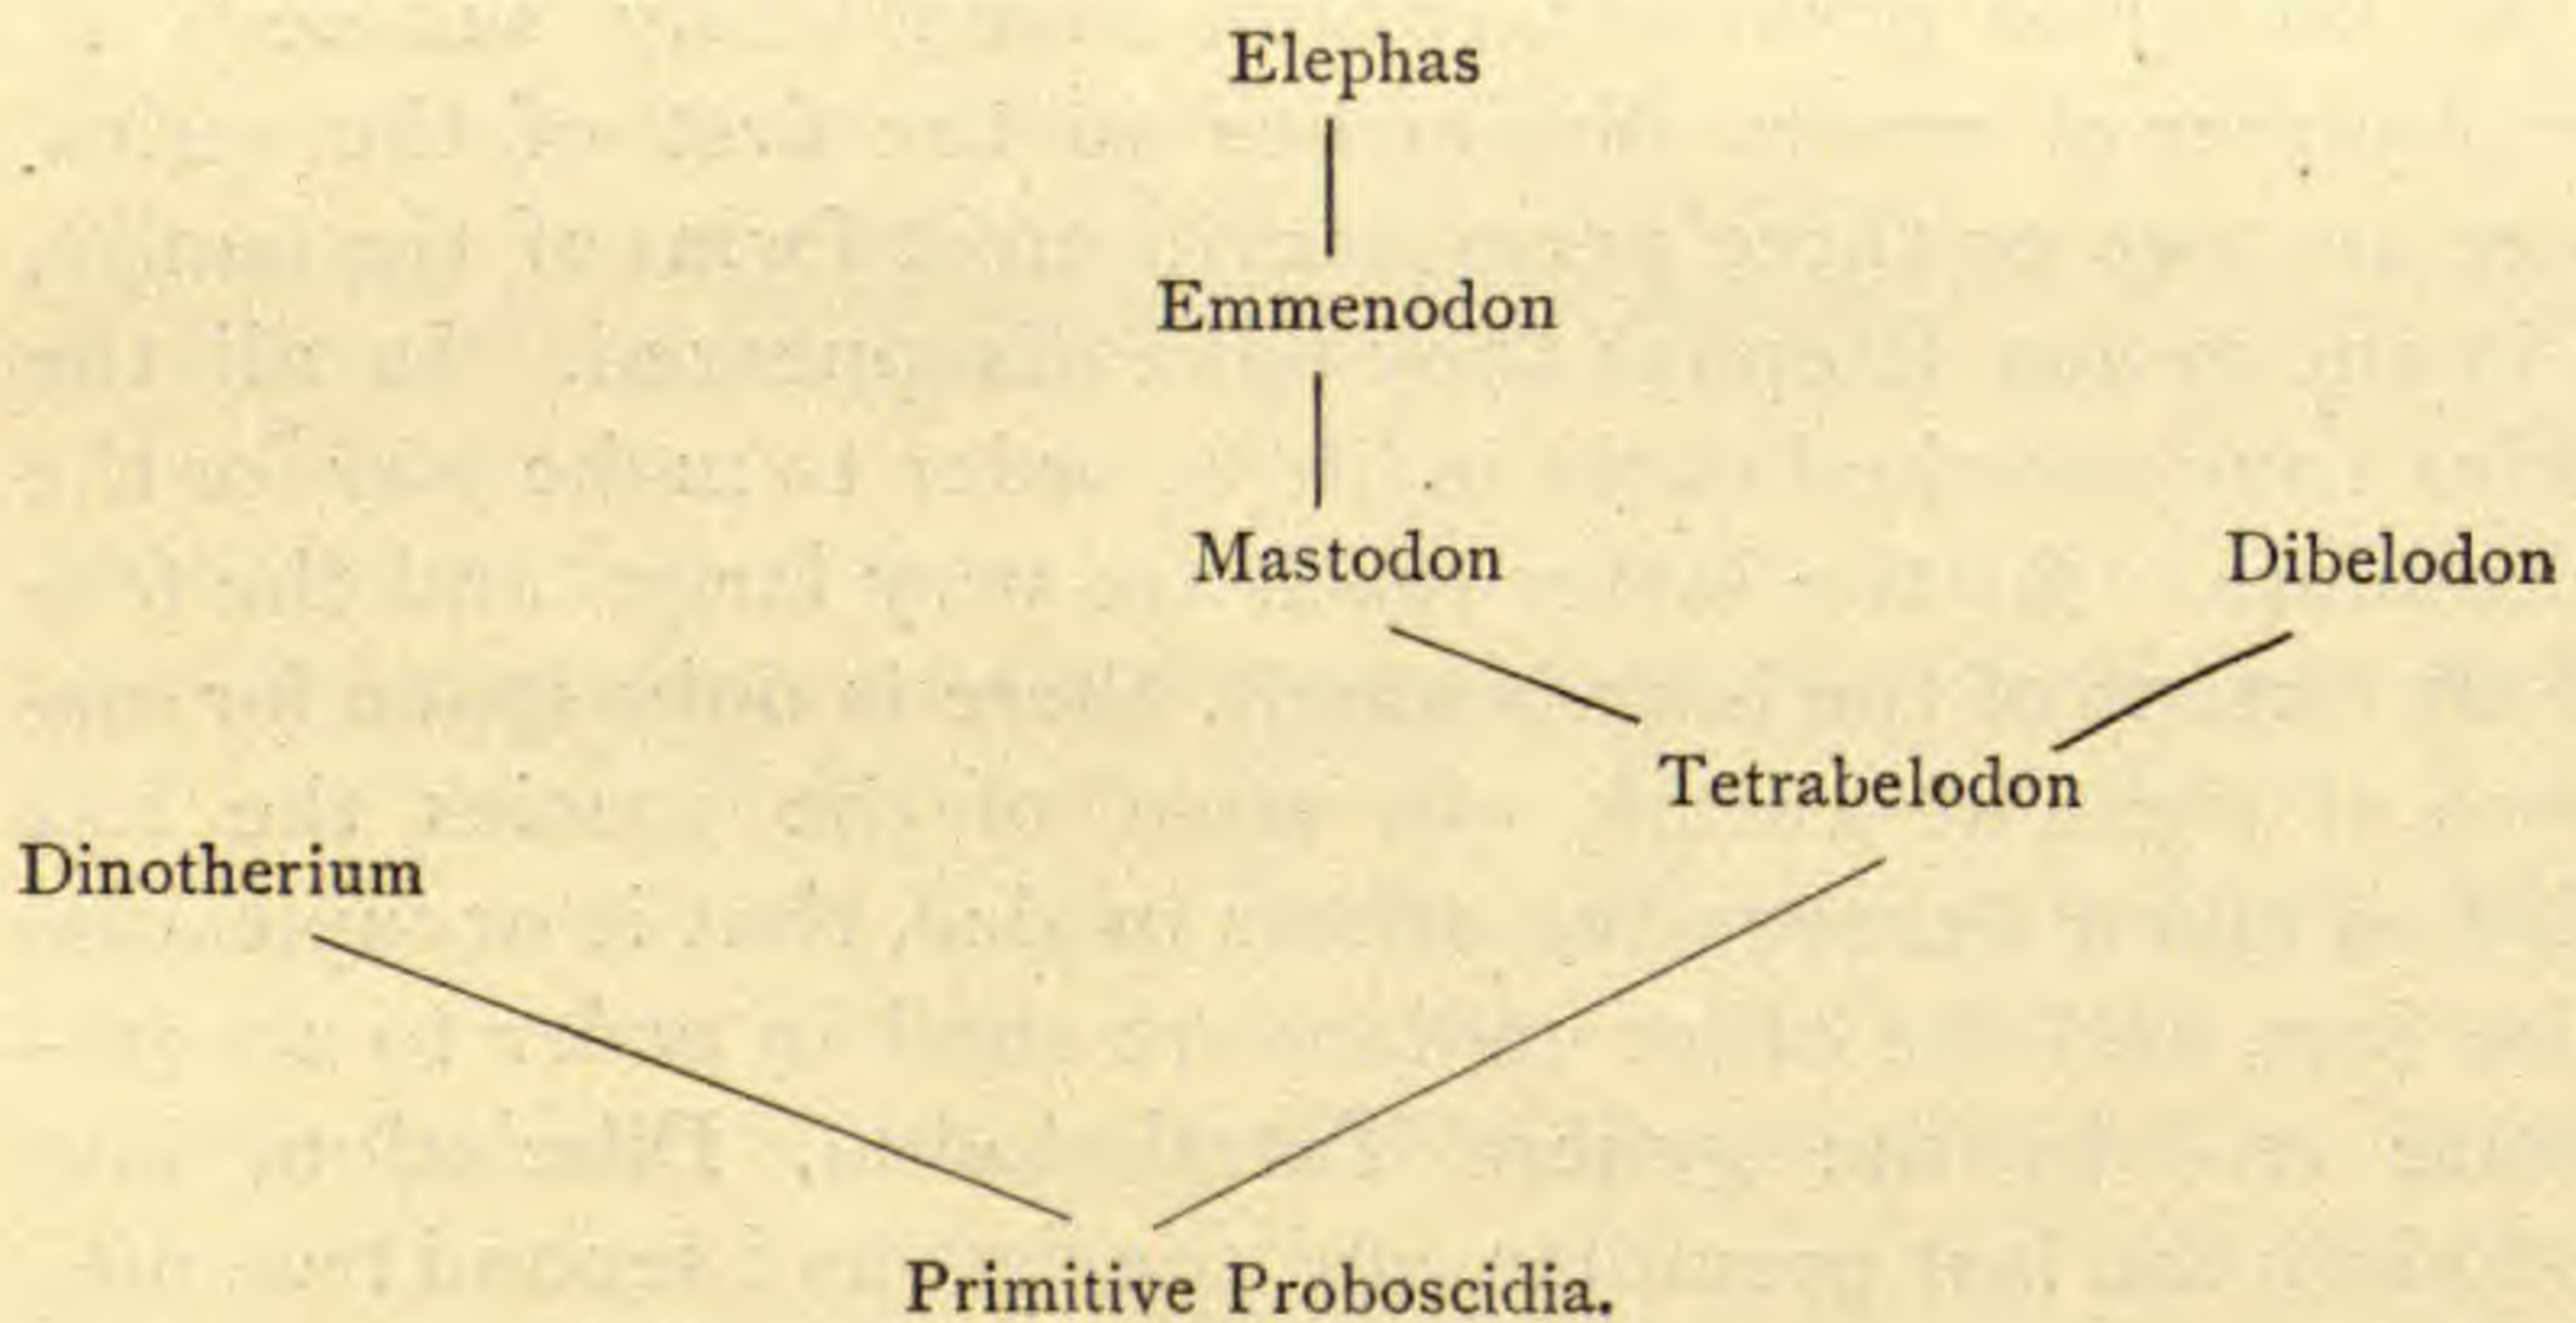 Elephas
Emmenodon
Mastodon
Dibelodon
Tetrabelodon
Dinotherium
Primitive Proboscidia.